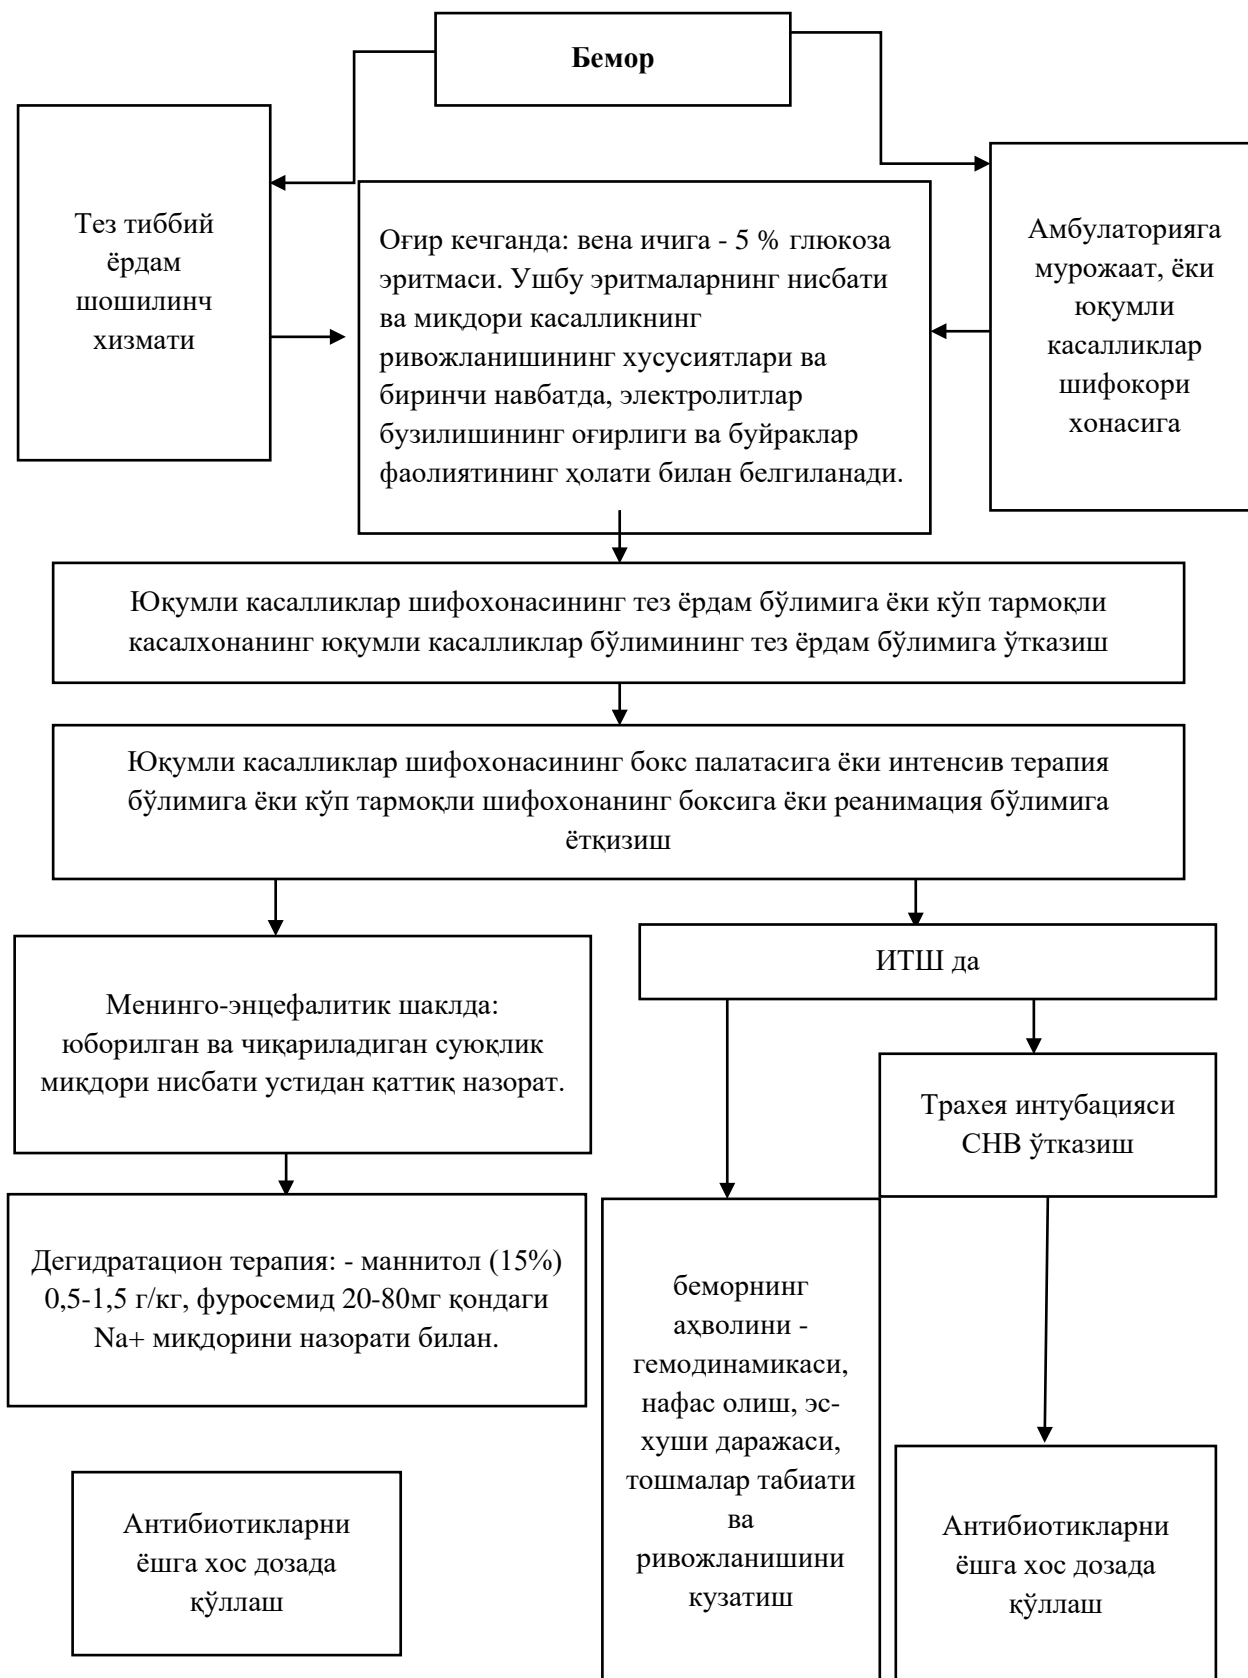 Бемор
Тез тиббий
ёрдам
шошилинч
хизмати
Оғир кечганда: вена ичига - 5 % глюкоза
эритмаси. Ушбу эритмаларнинг нисбати
ва миқдори касалликнинг
ривожланишининг хусусиятлари ва
биринчи навбатда, электролитлар
бузилишининг оғирлиги ва буйраклар
фаолиятининг ҳолати билан белгиланади.
Амбулаторияга
мурожаат, ёки
юқумли
касалликлар
шифокори
хонасига
Юқумли касалликлар шифохонасининг тез ёрдам бўлимига ёки кўп тармоқли
касалхонанинг юқумли касалликлар бўлимининг тез ёрдам бўлимига ўтказиш
Юқумли касалликлар шифохонасининг бокс палатасига ёки интенсив терапия
бўлимига ёки кўп тармоқли шифохонанинг боксига ёки реанимация бўлимига
ётқизиш
Менинго-энцефалитик шаклда:
юборилган ва чиқариладиган суюқлик
миқдори нисбати устидан қаттиқ назорат.
ИТШ да
Трахея интубацияси
СНВ ўтказиш
Дегидратацион терапия: - маннитол (15%)
0,5-1,5 г/кг, фуросемид 20-80мг қондаги
Na+ миқдорини назорати билан.
беморнинг
аҳволини -
гемодинамикаси,
нафас олиш, эс-
хуши даражаси,
тошмалар табиати
ва
ривожланишини
кузатиш
Антибиотикларни
ёшга хос дозада
қўллаш
Антибиотикларни
ёшга хос дозада
қўллаш